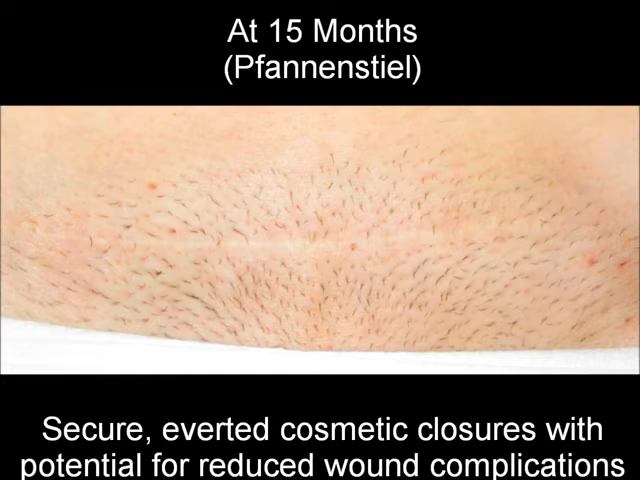 At 15 Months
(Pfannenstiel)
Secure, everted cosmetic closures with
potential for reduced wound complications